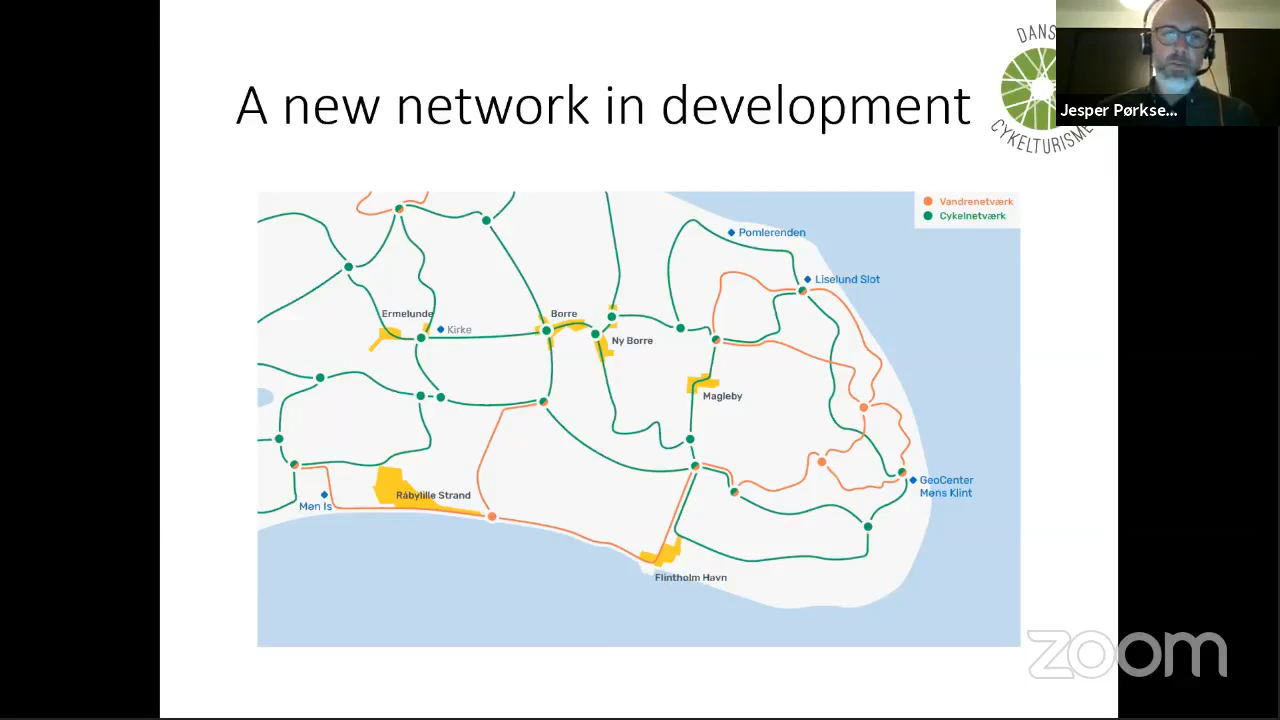 A new network in development
DANS
CYKELTURISME
Jesper Pørkse...
Vandrenetværk
Cykelnetværk
Pomlerenden
Liselund Slot
Ermelunde
Kirke
Borre
Ny Borre
Magleby
GeoCenter
Møns Klint
Råbylille Strand
Møn Is
Flintholm Havn
zoom